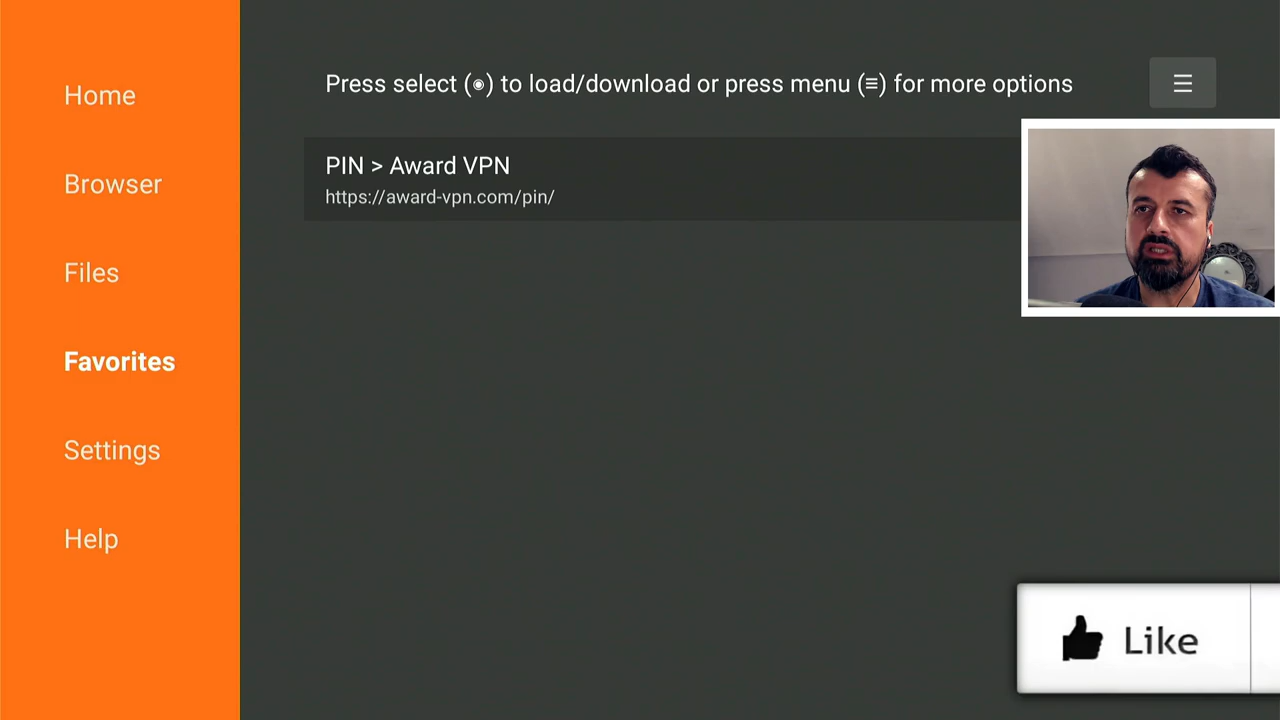 Home
Browser
Files
Favorites
Settings
Help
Press select (◉) to load/download or press menu (≡) for more options
PIN > Award VPN
https://award-vpn.com/pin/
Like